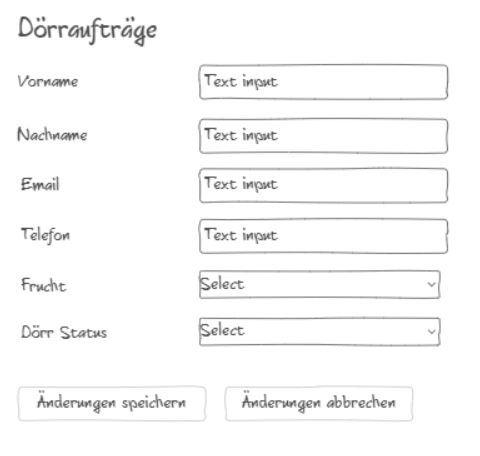 Dörraufträge
Vorname Text input
Nachname Text input
Email Text input
Telefon Text input
Frucht Select
Dörr Status Select
Änderungen speichern Änderungen abbrechen